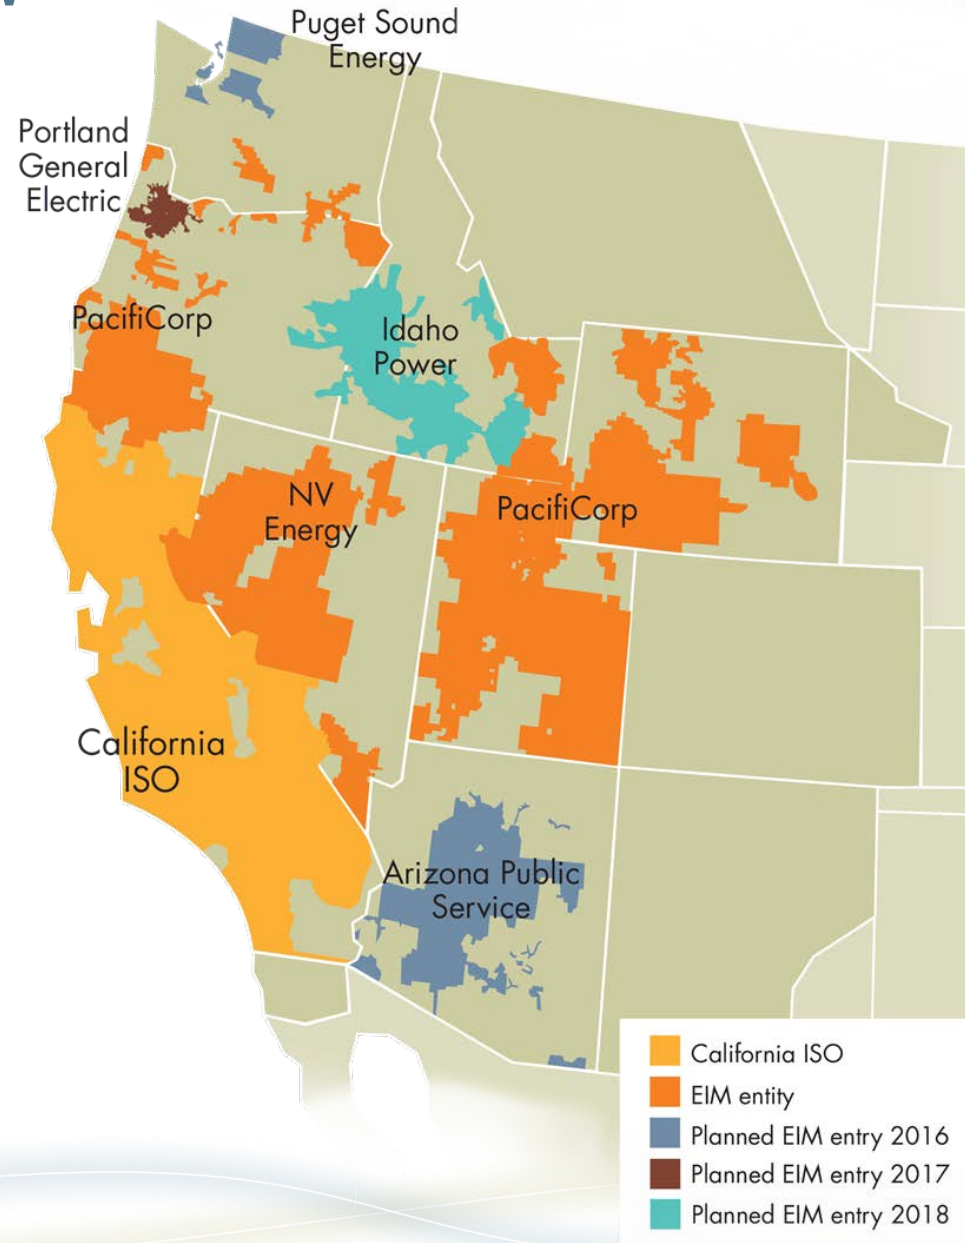 Puget Sound
Energy
Portland
General
Electric
PacifiCorp
Idaho
Power
NV
Energy
PacifiCorp
California
ISO
Arizona Public
Service
California ISO
EIM entity
Planned EIM entry 2016
Planned EIM entry 2017
Planned EIM entry 2018